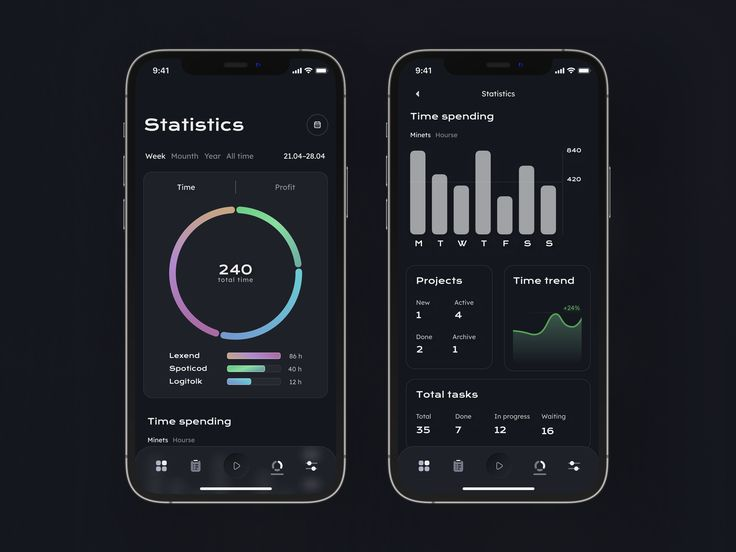 9:41
Statistics
Week Mounth Year All time 21.04–28.04
Time Profit
240
total time
Lexend 86 h
Spoticod 40 h
Logitolk 12 h
Time spending
Minets Hourse
9:41
Statistics
Time spending
Minets Hourse
840
420
M T W T F S S
Projects
New Active
1 4
Done Archive
2 1
Time trend
+24%
Total tasks
Total Done In progress Waiting
35 7 12 16